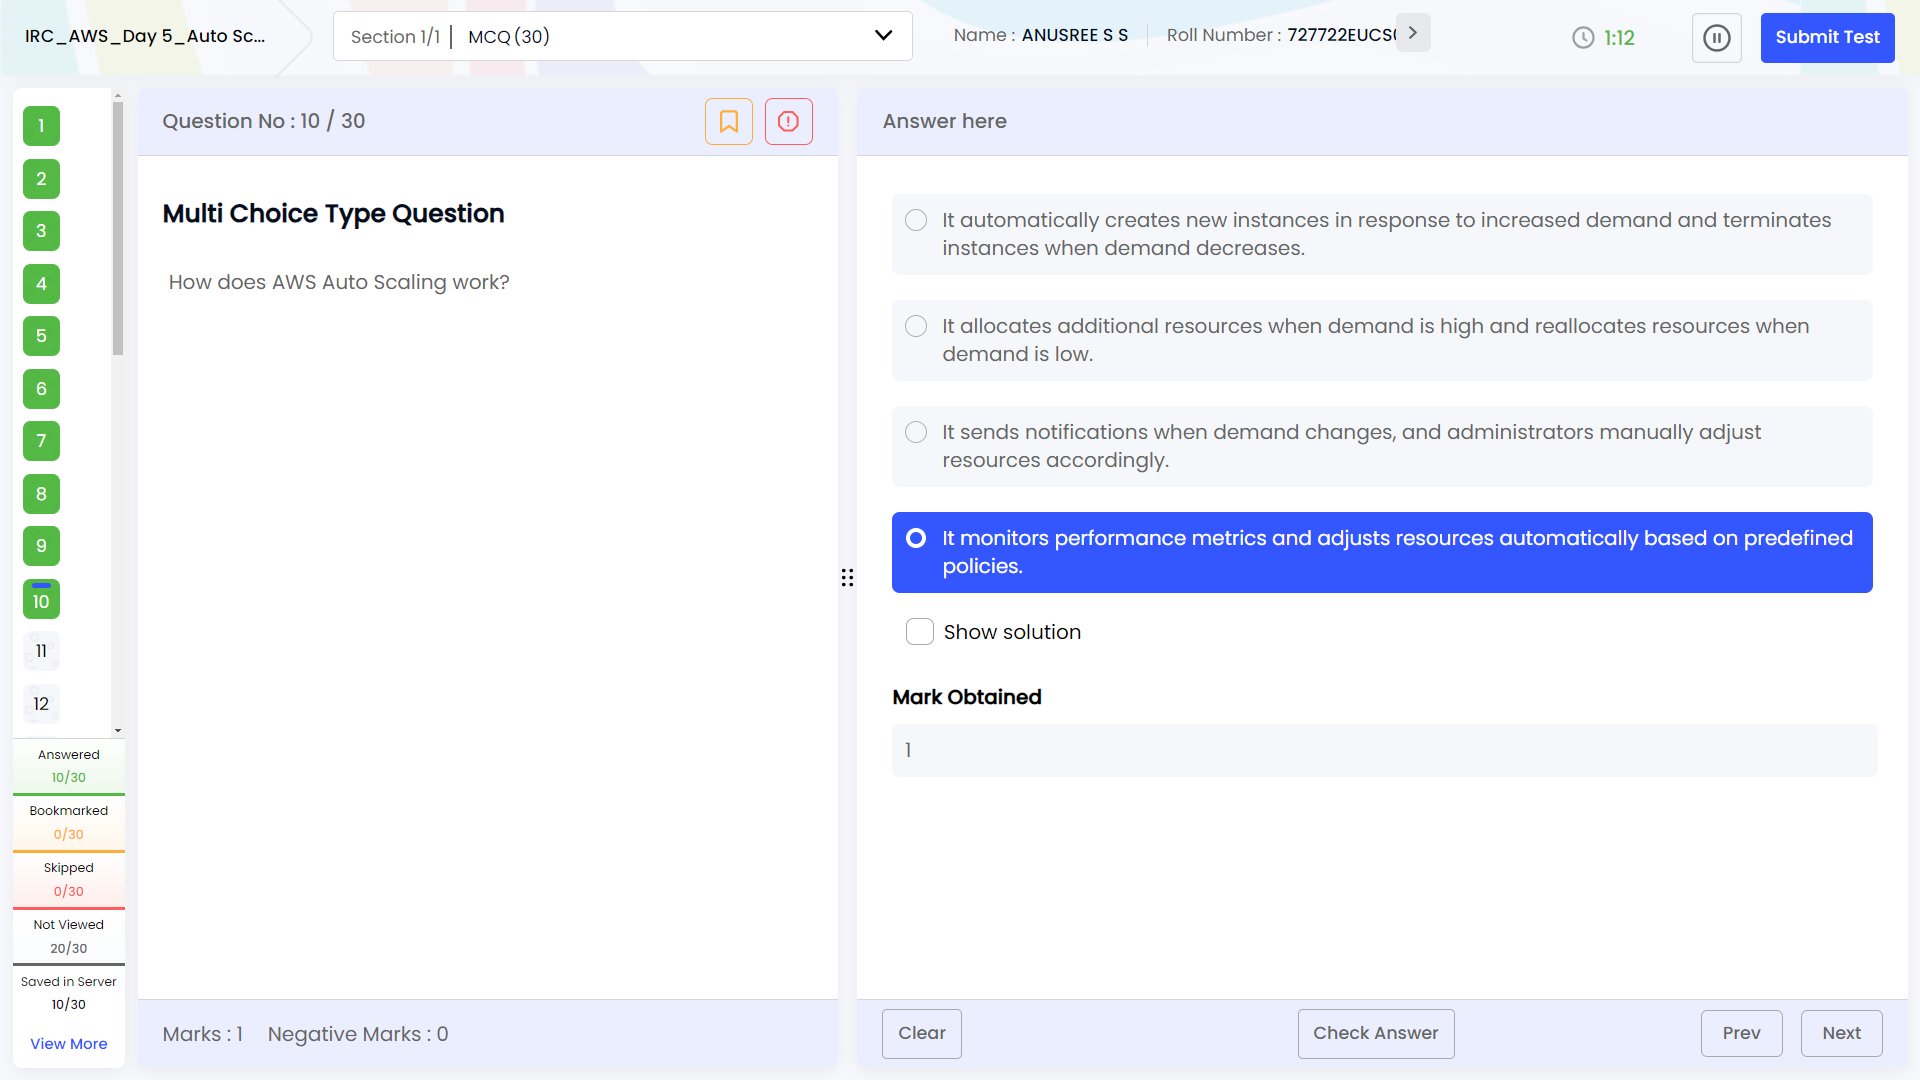 IRC_AWS_Day 5_Auto Sc...
Section 1/1 | MCQ (30)
Name : ANUSREE S S
Roll Number : 727722EUCS
1:12
Submit Test
1
2
3
4
5
6
7
8
9
10
11
12
Answered
10/30
Bookmarked
0/30
Skipped
0/30
Not Viewed
20/30
Saved in Server
10/30
View More
Question No : 10 / 30
Multi Choice Type Question
How does AWS Auto Scaling work?
Marks : 1
Negative Marks : 0
Answer here
It automatically creates new instances in response to increased demand and terminates
instances when demand decreases.
It allocates additional resources when demand is high and reallocates resources when
demand is low.
It sends notifications when demand changes, and administrators manually adjust
resources accordingly.
It monitors performance metrics and adjusts resources automatically based on predefined
policies.
Show solution
Mark Obtained
1
Clear
Check Answer
Prev
Next